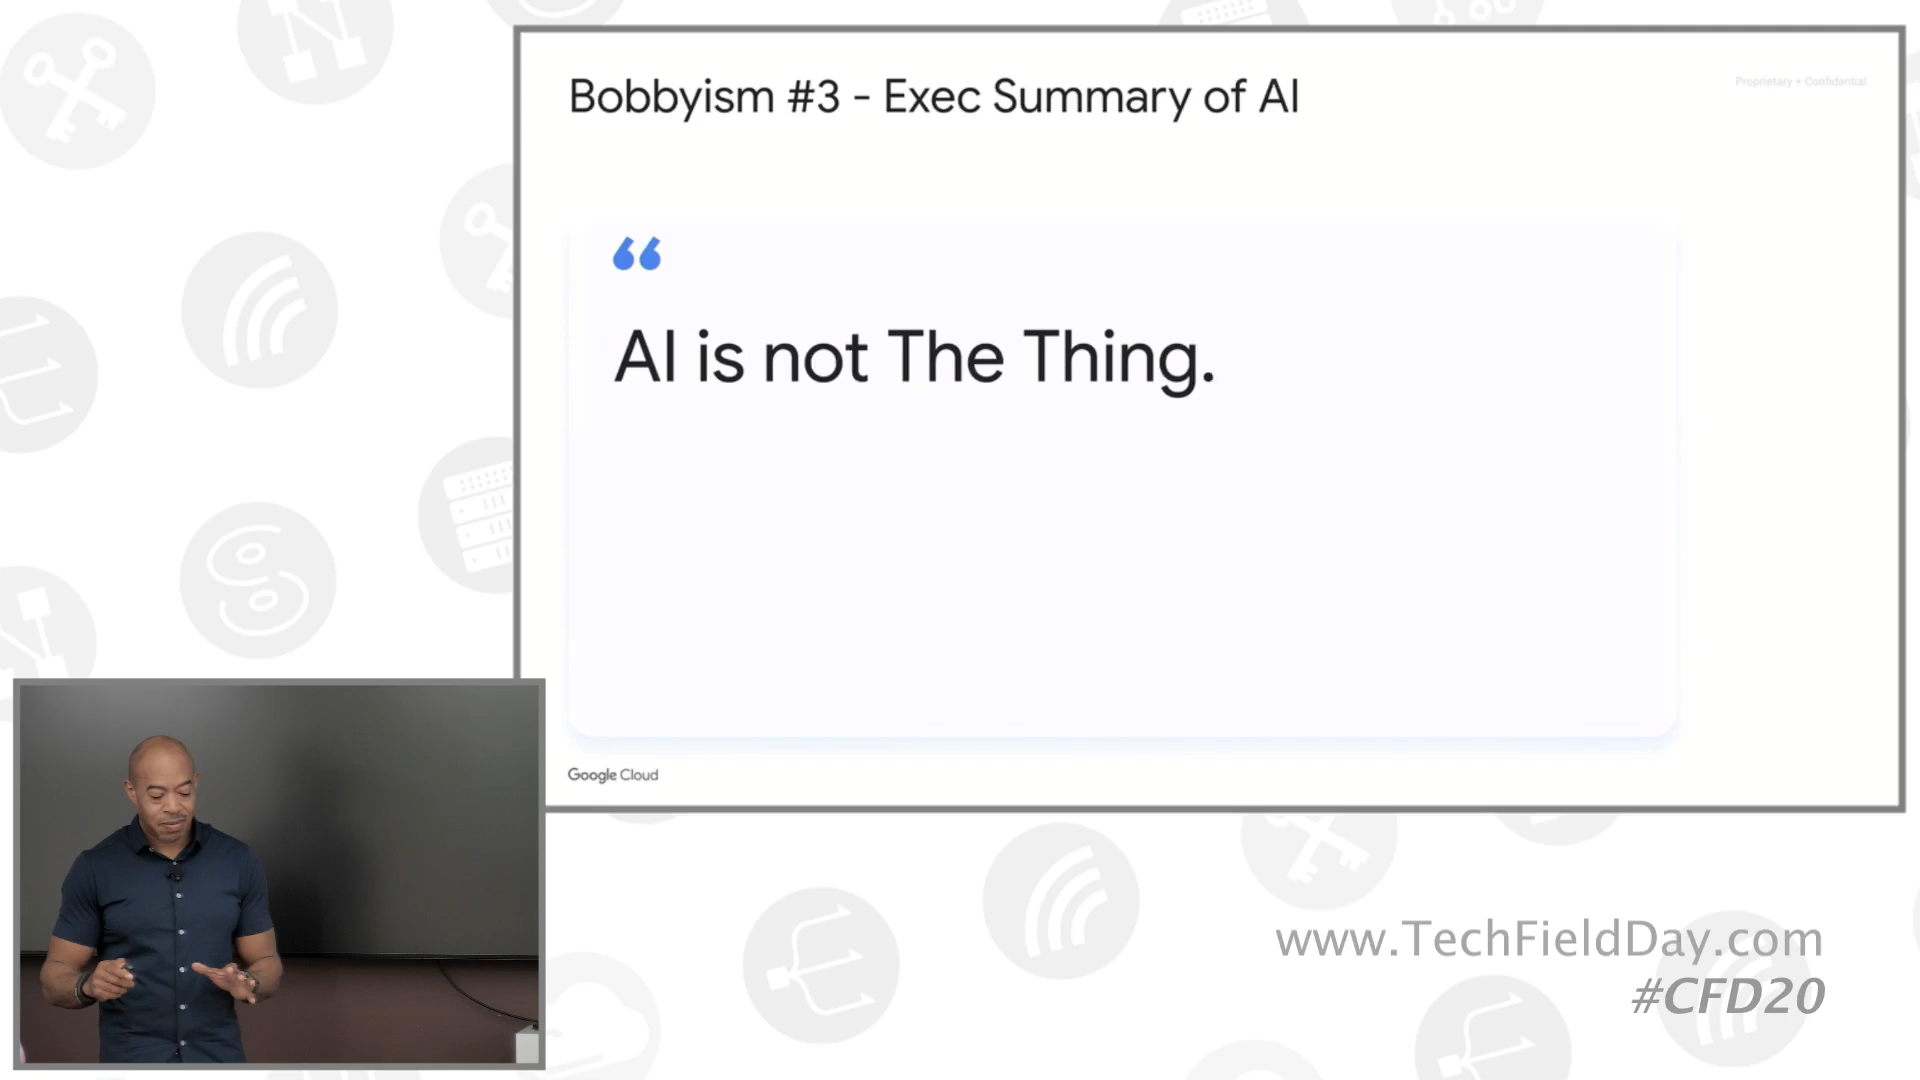 Bobbyism #3 - Exec Summary of AI
Proprietary + Confidential
“
AI is not The Thing.
Google Cloud
www.TechFieldDay.com
#CFD20